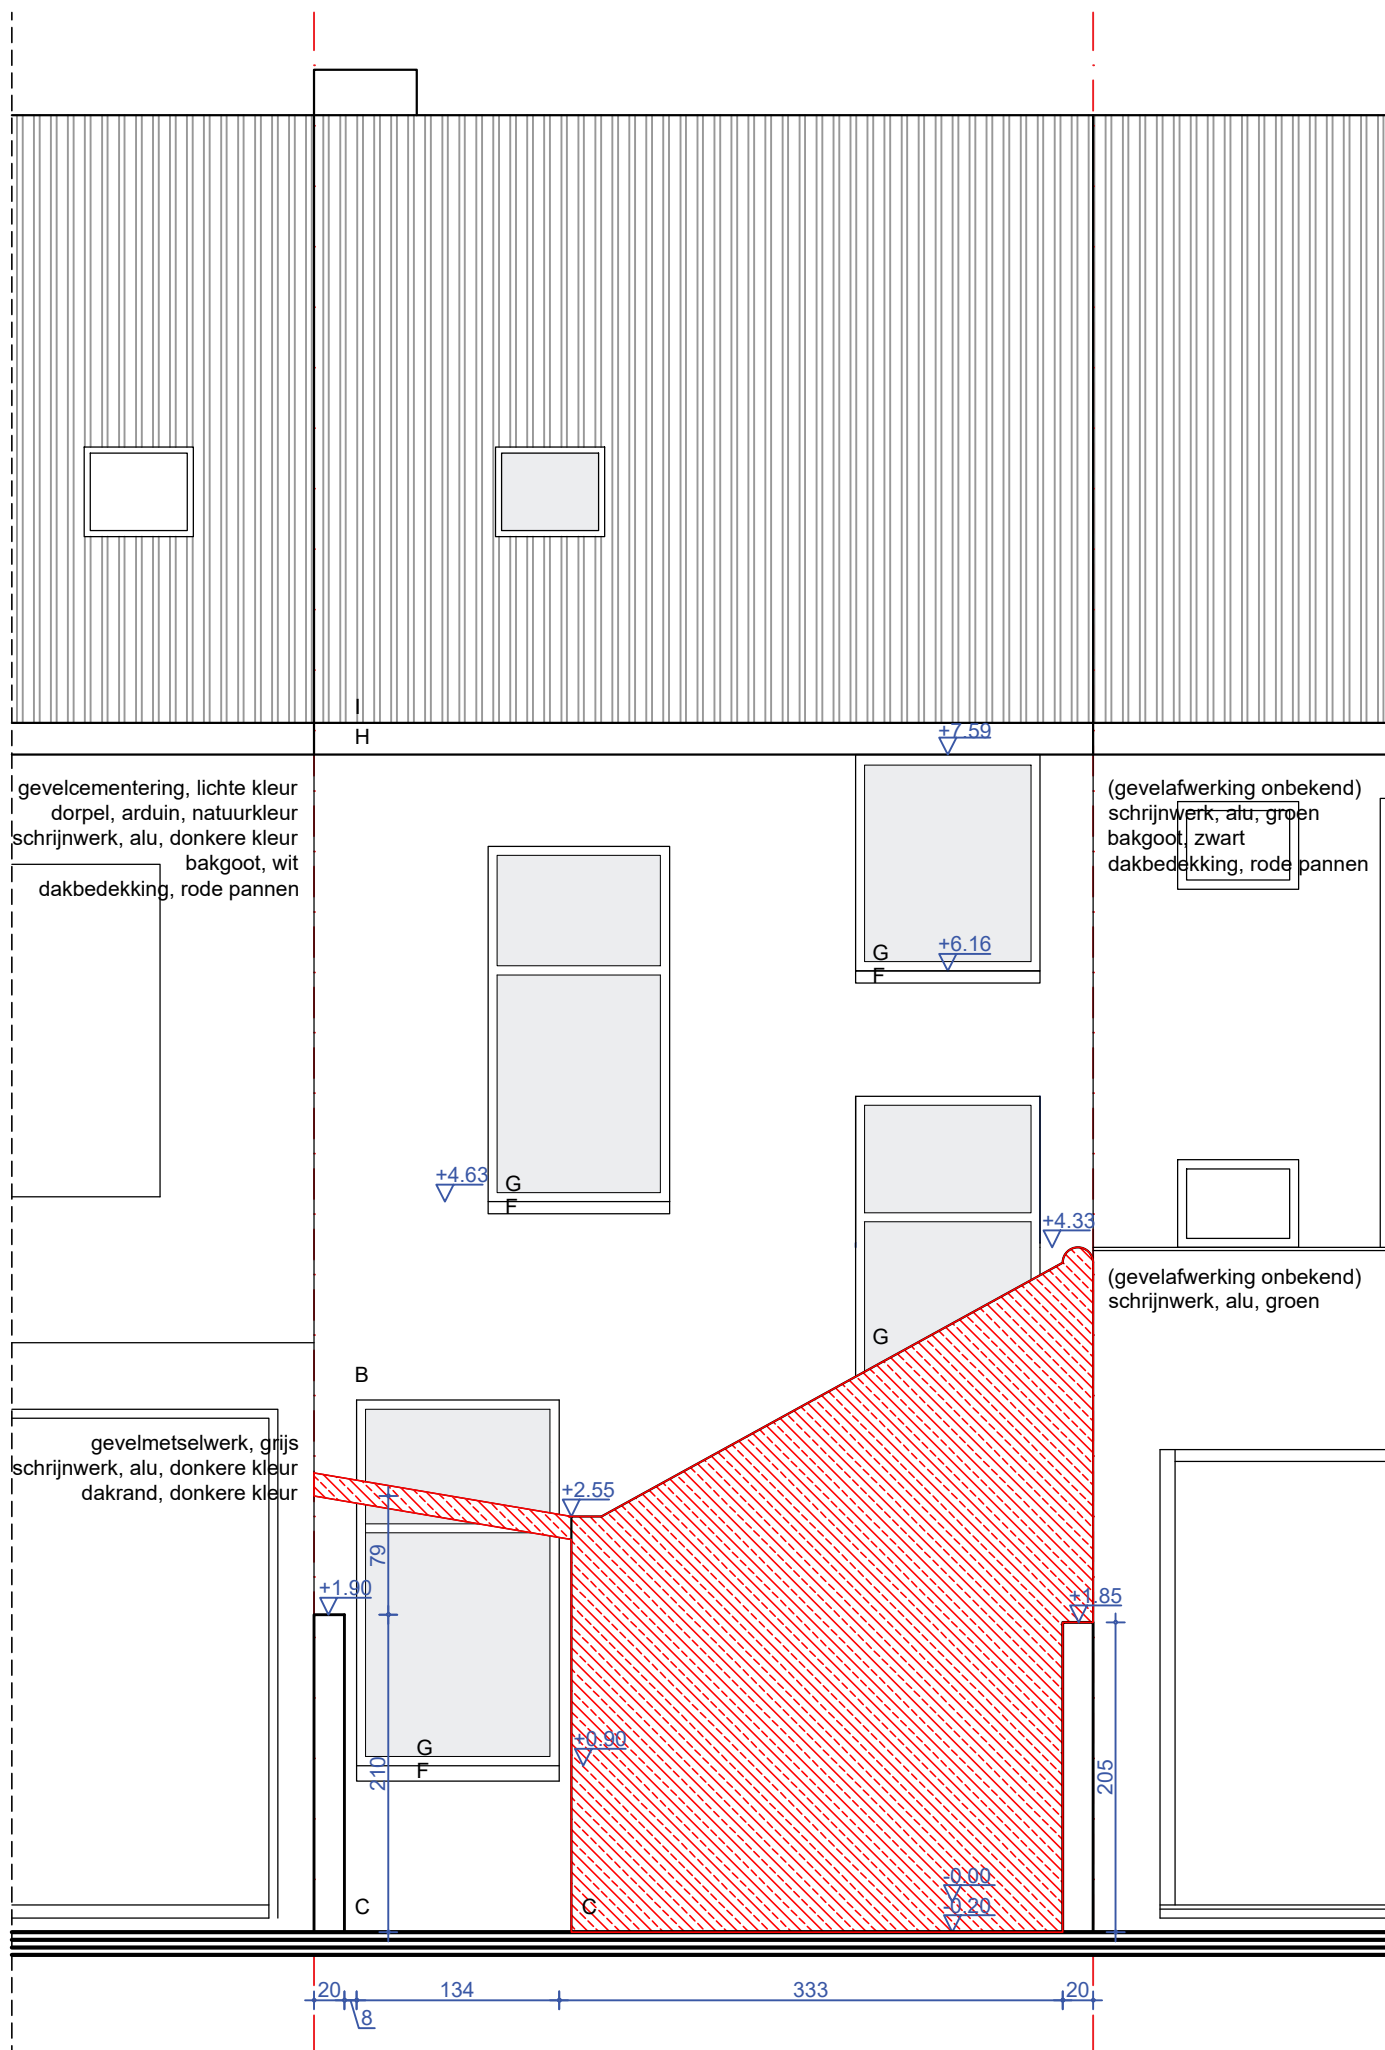 I
H
+7.59
gevelcementering, lichte kleur
dorpel, arduin, natuurkleur
schrijnwerk, alu, donkere kleur
bakgoot, wit
dakbedekking, rode pannen
(gevelafwerking onbekend)
schrijnwerk, alu, groen
bakgoot, zwart
dakbedekking, rode pannen
G
+6.16
F
+4.63
G
F
+4.33
(gevelafwerking onbekend)
schrijnwerk, alu, groen
G
B
gevelmetselwerk, grijs
schrijnwerk, alu, donkere kleur
dakrand, donkere kleur
+2.55
79
+1.90
+1.85
+0.90
G
F
210
205
-0.00
-0.20
C
C
20
134
333
20
8